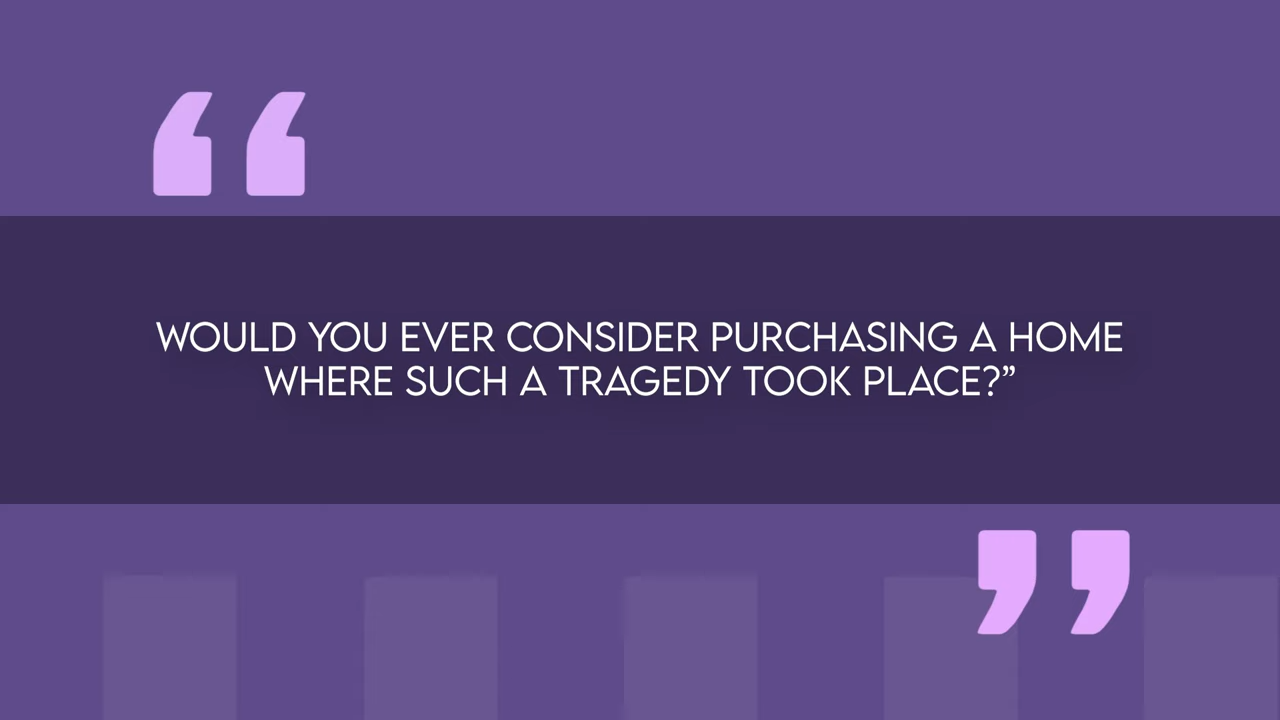 WOULD YOU EVER CONSIDER PURCHASING A HOME
WHERE SUCH A TRAGEDY TOOK PLACE?”